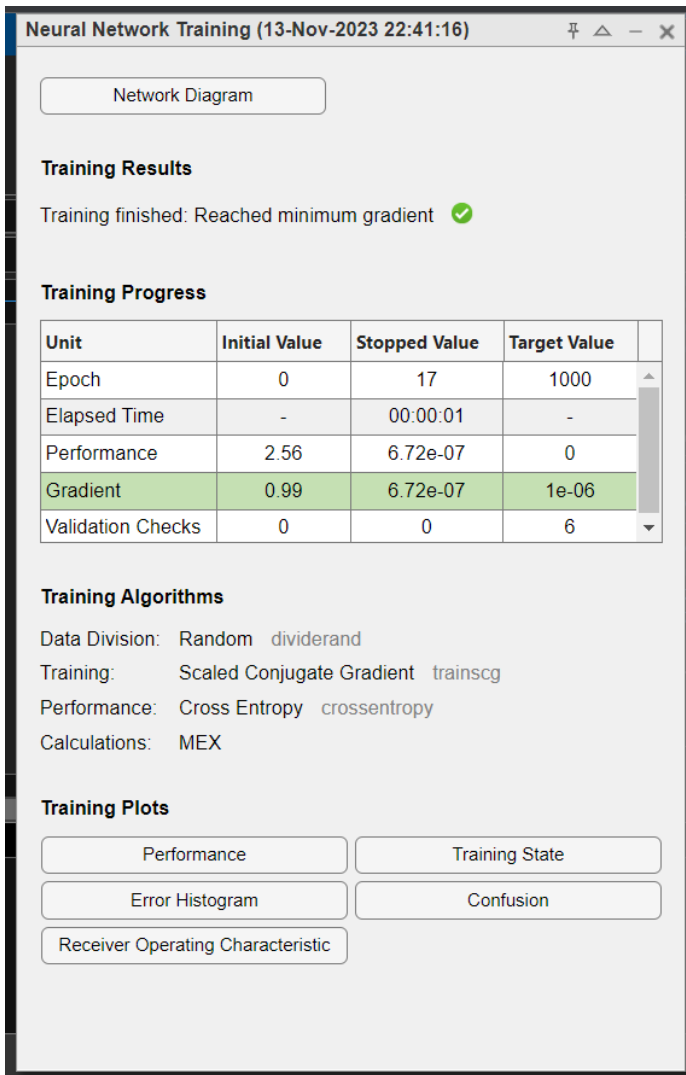 Neural Network Training (13-Nov-2023 22:41:16)
Network Diagram
Training Results
Training finished: Reached minimum gradient
Training Progress
Unit Initial Value Stopped Value Target Value
Epoch 0 17 1000
Elapsed Time - 00:00:01 -
Performance 2.56 6.72e-07 0
Gradient 0.99 6.72e-07 1e-06
Validation Checks 0 0 6
Training Algorithms
Data Division: Random dividerand
Training: Scaled Conjugate Gradient trainscg
Performance: Cross Entropy crossentropy
Calculations: MEX
Training Plots
Performance Training State
Error Histogram Confusion
Receiver Operating Characteristic